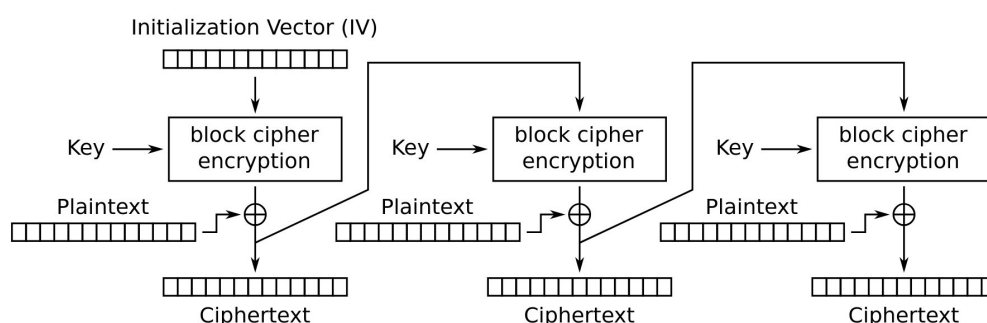 Initialization Vector (IV)
block cipher
encryption
Key
Plaintext
Ciphertext
block cipher
encryption
Key
Plaintext
Ciphertext
block cipher
encryption
Key
Plaintext
Ciphertext